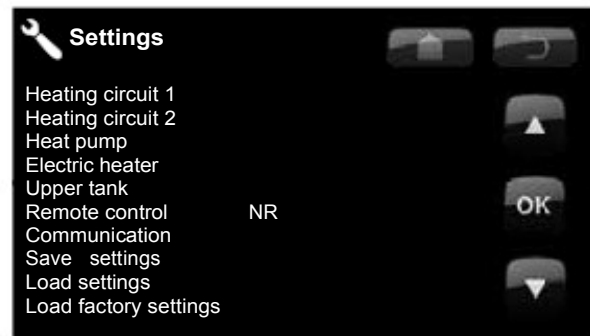 Settings
Heating circuit 1
Heating circuit 2
Heat pump
Electric heater
Upper tank
Remote control NR
Communication
Save settings
Load settings
Load factory settings
OK